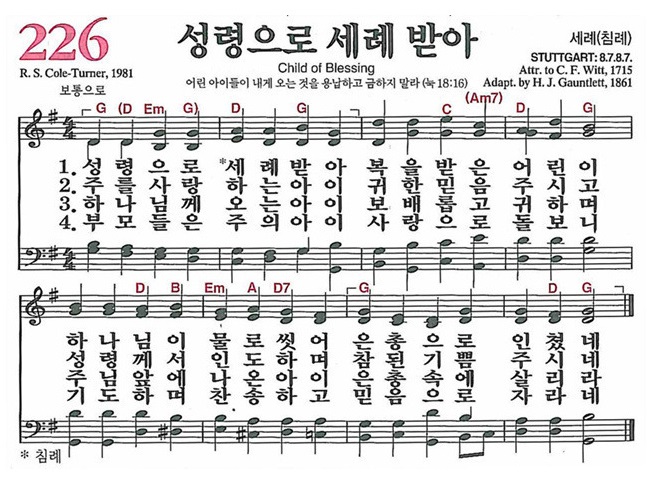 226
성령으로 세례 받아
세례(침례)
Child of Blessing
STUTTGART: 8.7.8.7.
R. S. Cole-Turner, 1981
Attr. to C. F. Witt, 1715
어린 아이들이 내게 오는 것을 용납하고 금하지 말라 (눅 18:16)
Adapt. by H. J. Gauntlett, 1861
보통으로
G (D Em G) D G C (Am7) D G
1. 성 령 으 로 *세 례 받 아 복 을 받 은 어 린 이
2. 주 를 사 랑 하 는 아 이 귀 한 믿 음 주 시 고
3. 하 나 님 께 오 는 아 이 보 배 롭 고 귀 하 며
4. 부 모 들 은 주 의 아 이 사 랑 으 로 돌 보 니
D B Em A D7 G D G
하 나 님 이 물 로 씻 어 은 총 으 로 인 쳤 네
성 령 께 서 인 도 하 며 참 된 기 쁨 주 시 네
주 님 앞 에 나 온 아 이 은 총 속 에 살 리 라
기 도 하 며 찬 송 하 고 믿 음 으 로 자 라 네
* 침례